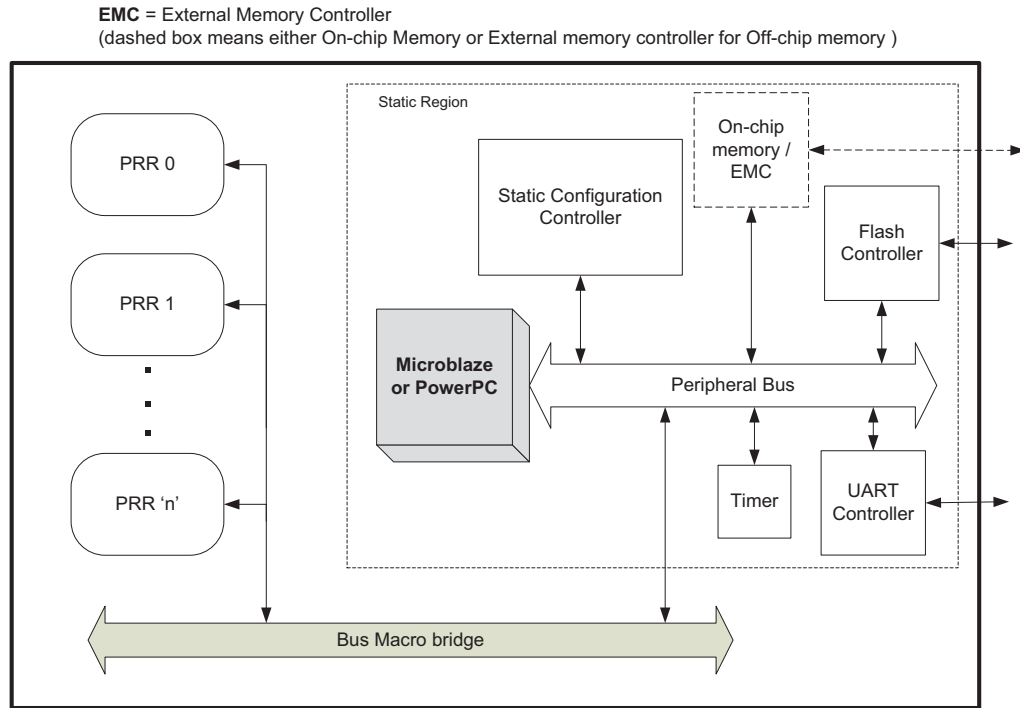 EMC = External Memory Controller
(dashed box means either On-chip Memory or External memory controller for Off-chip memory )
Static Region
PRR 0
On-chip
memory /
EMC
Static Configuration
Controller
Flash
Controller
PRR 1
Microblaze
or PowerPC
Peripheral Bus
PRR 'n'
Timer
UART
Controller
Bus Macro bridge